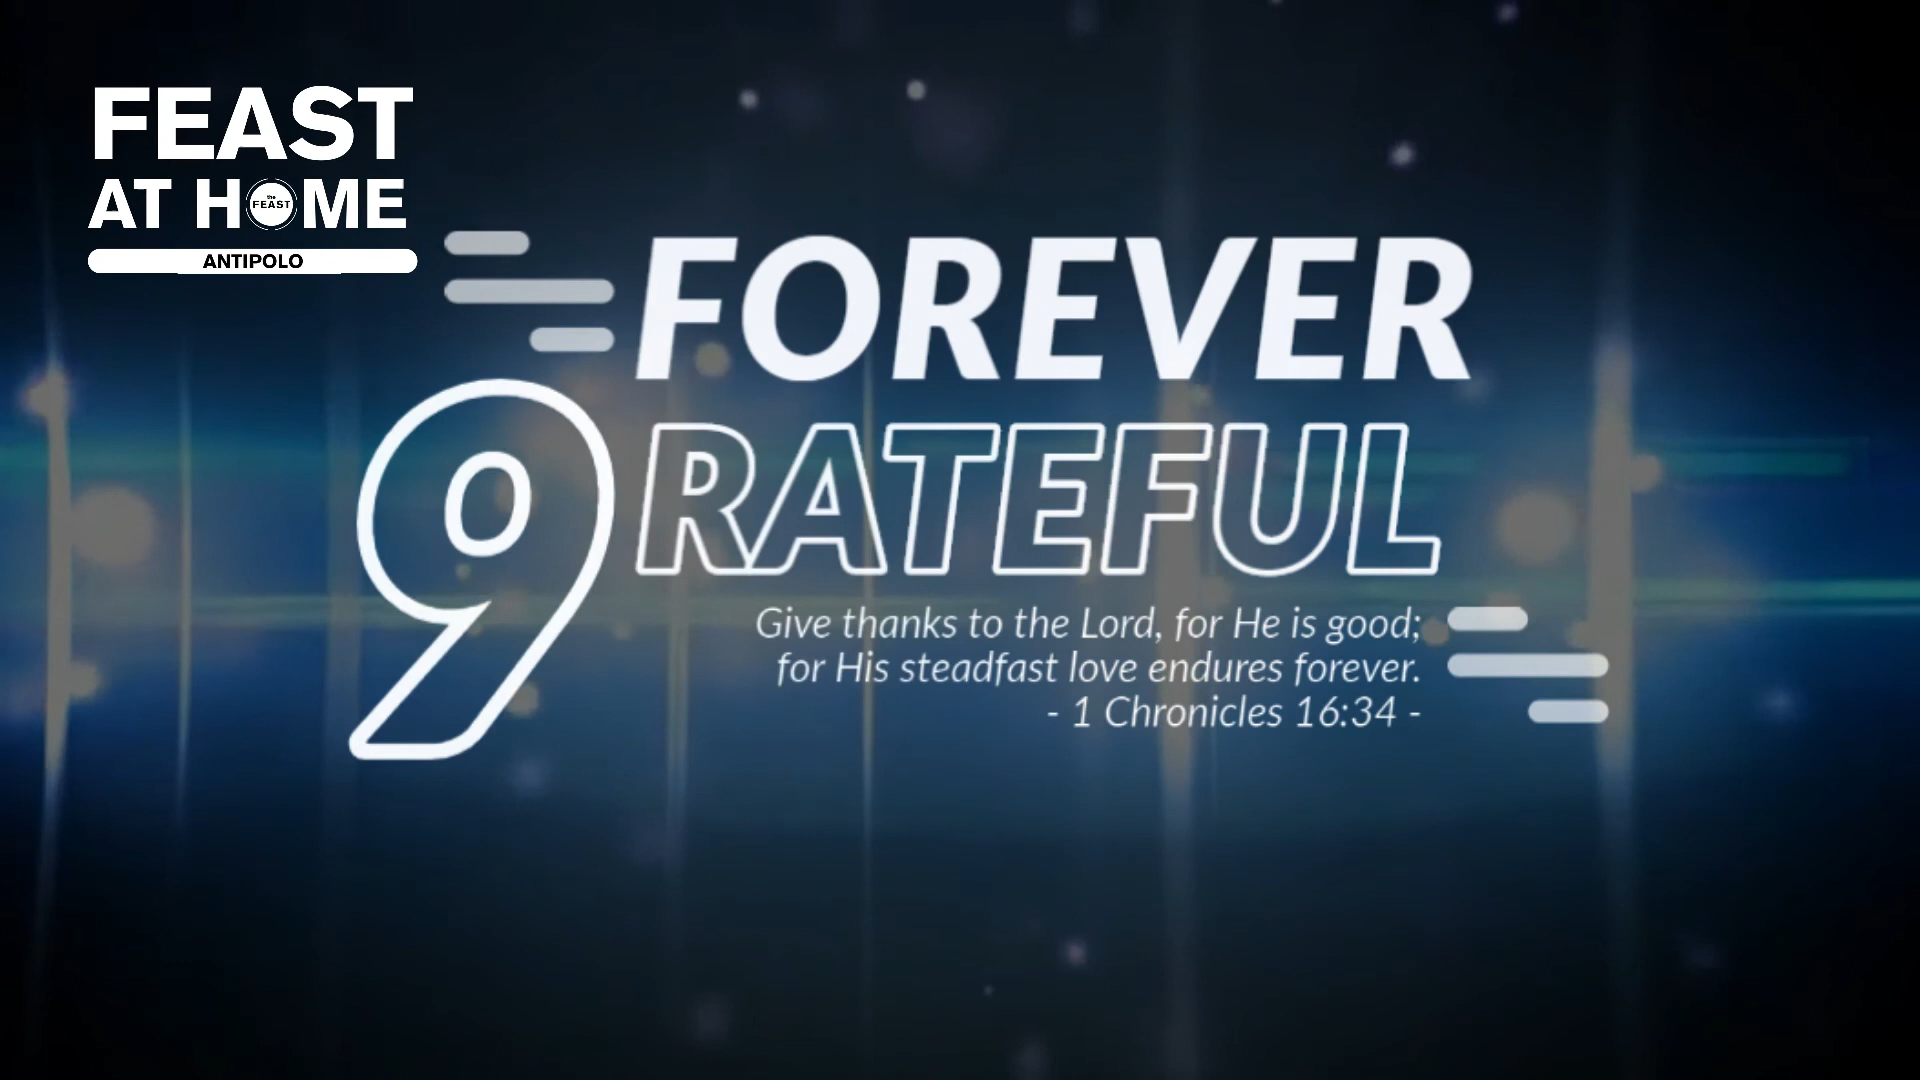 FEAST
AT HOME
the
FEAST
ANTIPOLO
FOREVER
9RATEFUL
Give thanks to the Lord, for He is good;
for His steadfast love endures forever.
- 1 Chronicles 16:34 -